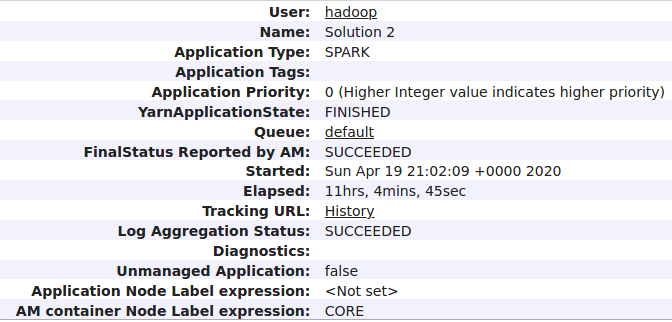 User: hadoop
Name: Solution 2
Application Type: SPARK
Application Tags:
Application Priority: 0 (Higher Integer value indicates higher priority)
YarnApplicationState: FINISHED
Queue: default
FinalStatus Reported by AM: SUCCEEDED
Started: Sun Apr 19 21:02:09 +0000 2020
Elapsed: 11hrs, 4mins, 45sec
Tracking URL: History
Log Aggregation Status: SUCCEEDED
Diagnostics:
Unmanaged Application: false
Application Node Label expression: <Not set>
AM container Node Label expression: CORE